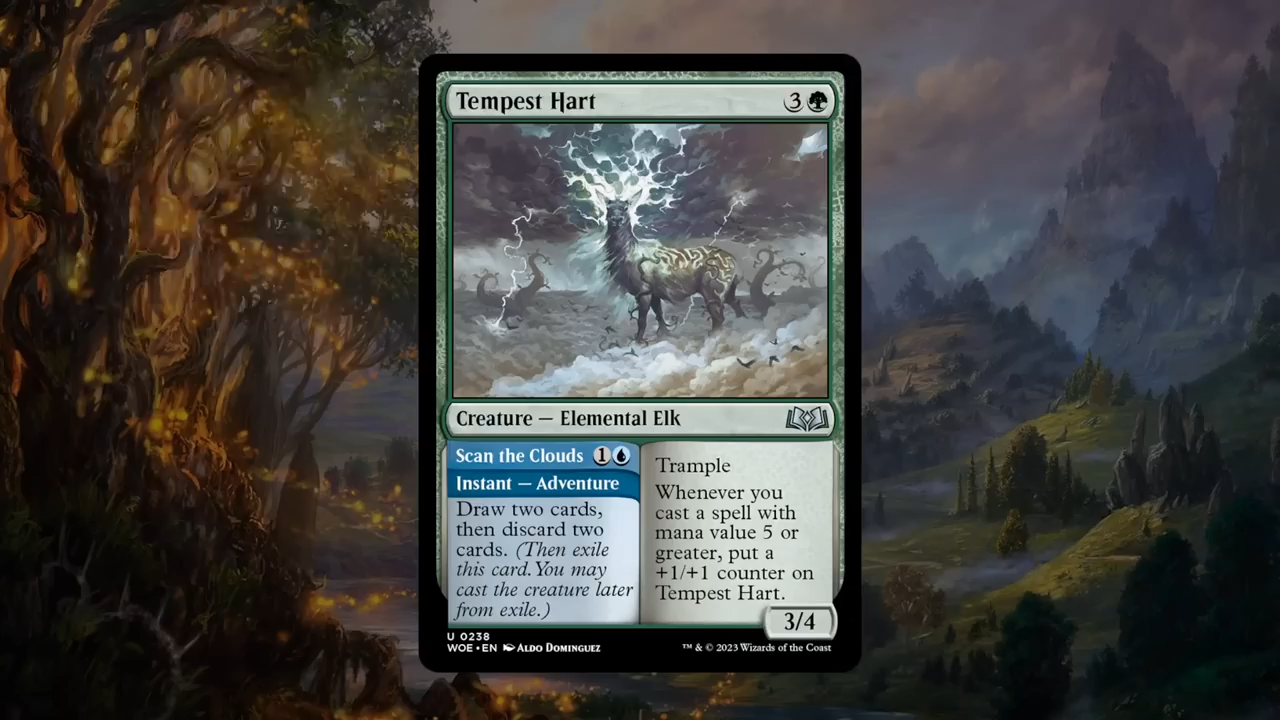 Tempest Hart 3
Creature — Elemental Elk
Scan the Clouds 1
Instant — Adventure
Draw two cards,
then discard two
cards. (Then exile
this card. You may
cast the creature later
from exile.)
Trample
Whenever you
cast a spell with
mana value 5 or
greater, put a
+1/+1 counter on
Tempest Hart.
3/4
U 0238
WOE • EN Aldo Dominguez
™ & © 2023 Wizards of the Coast